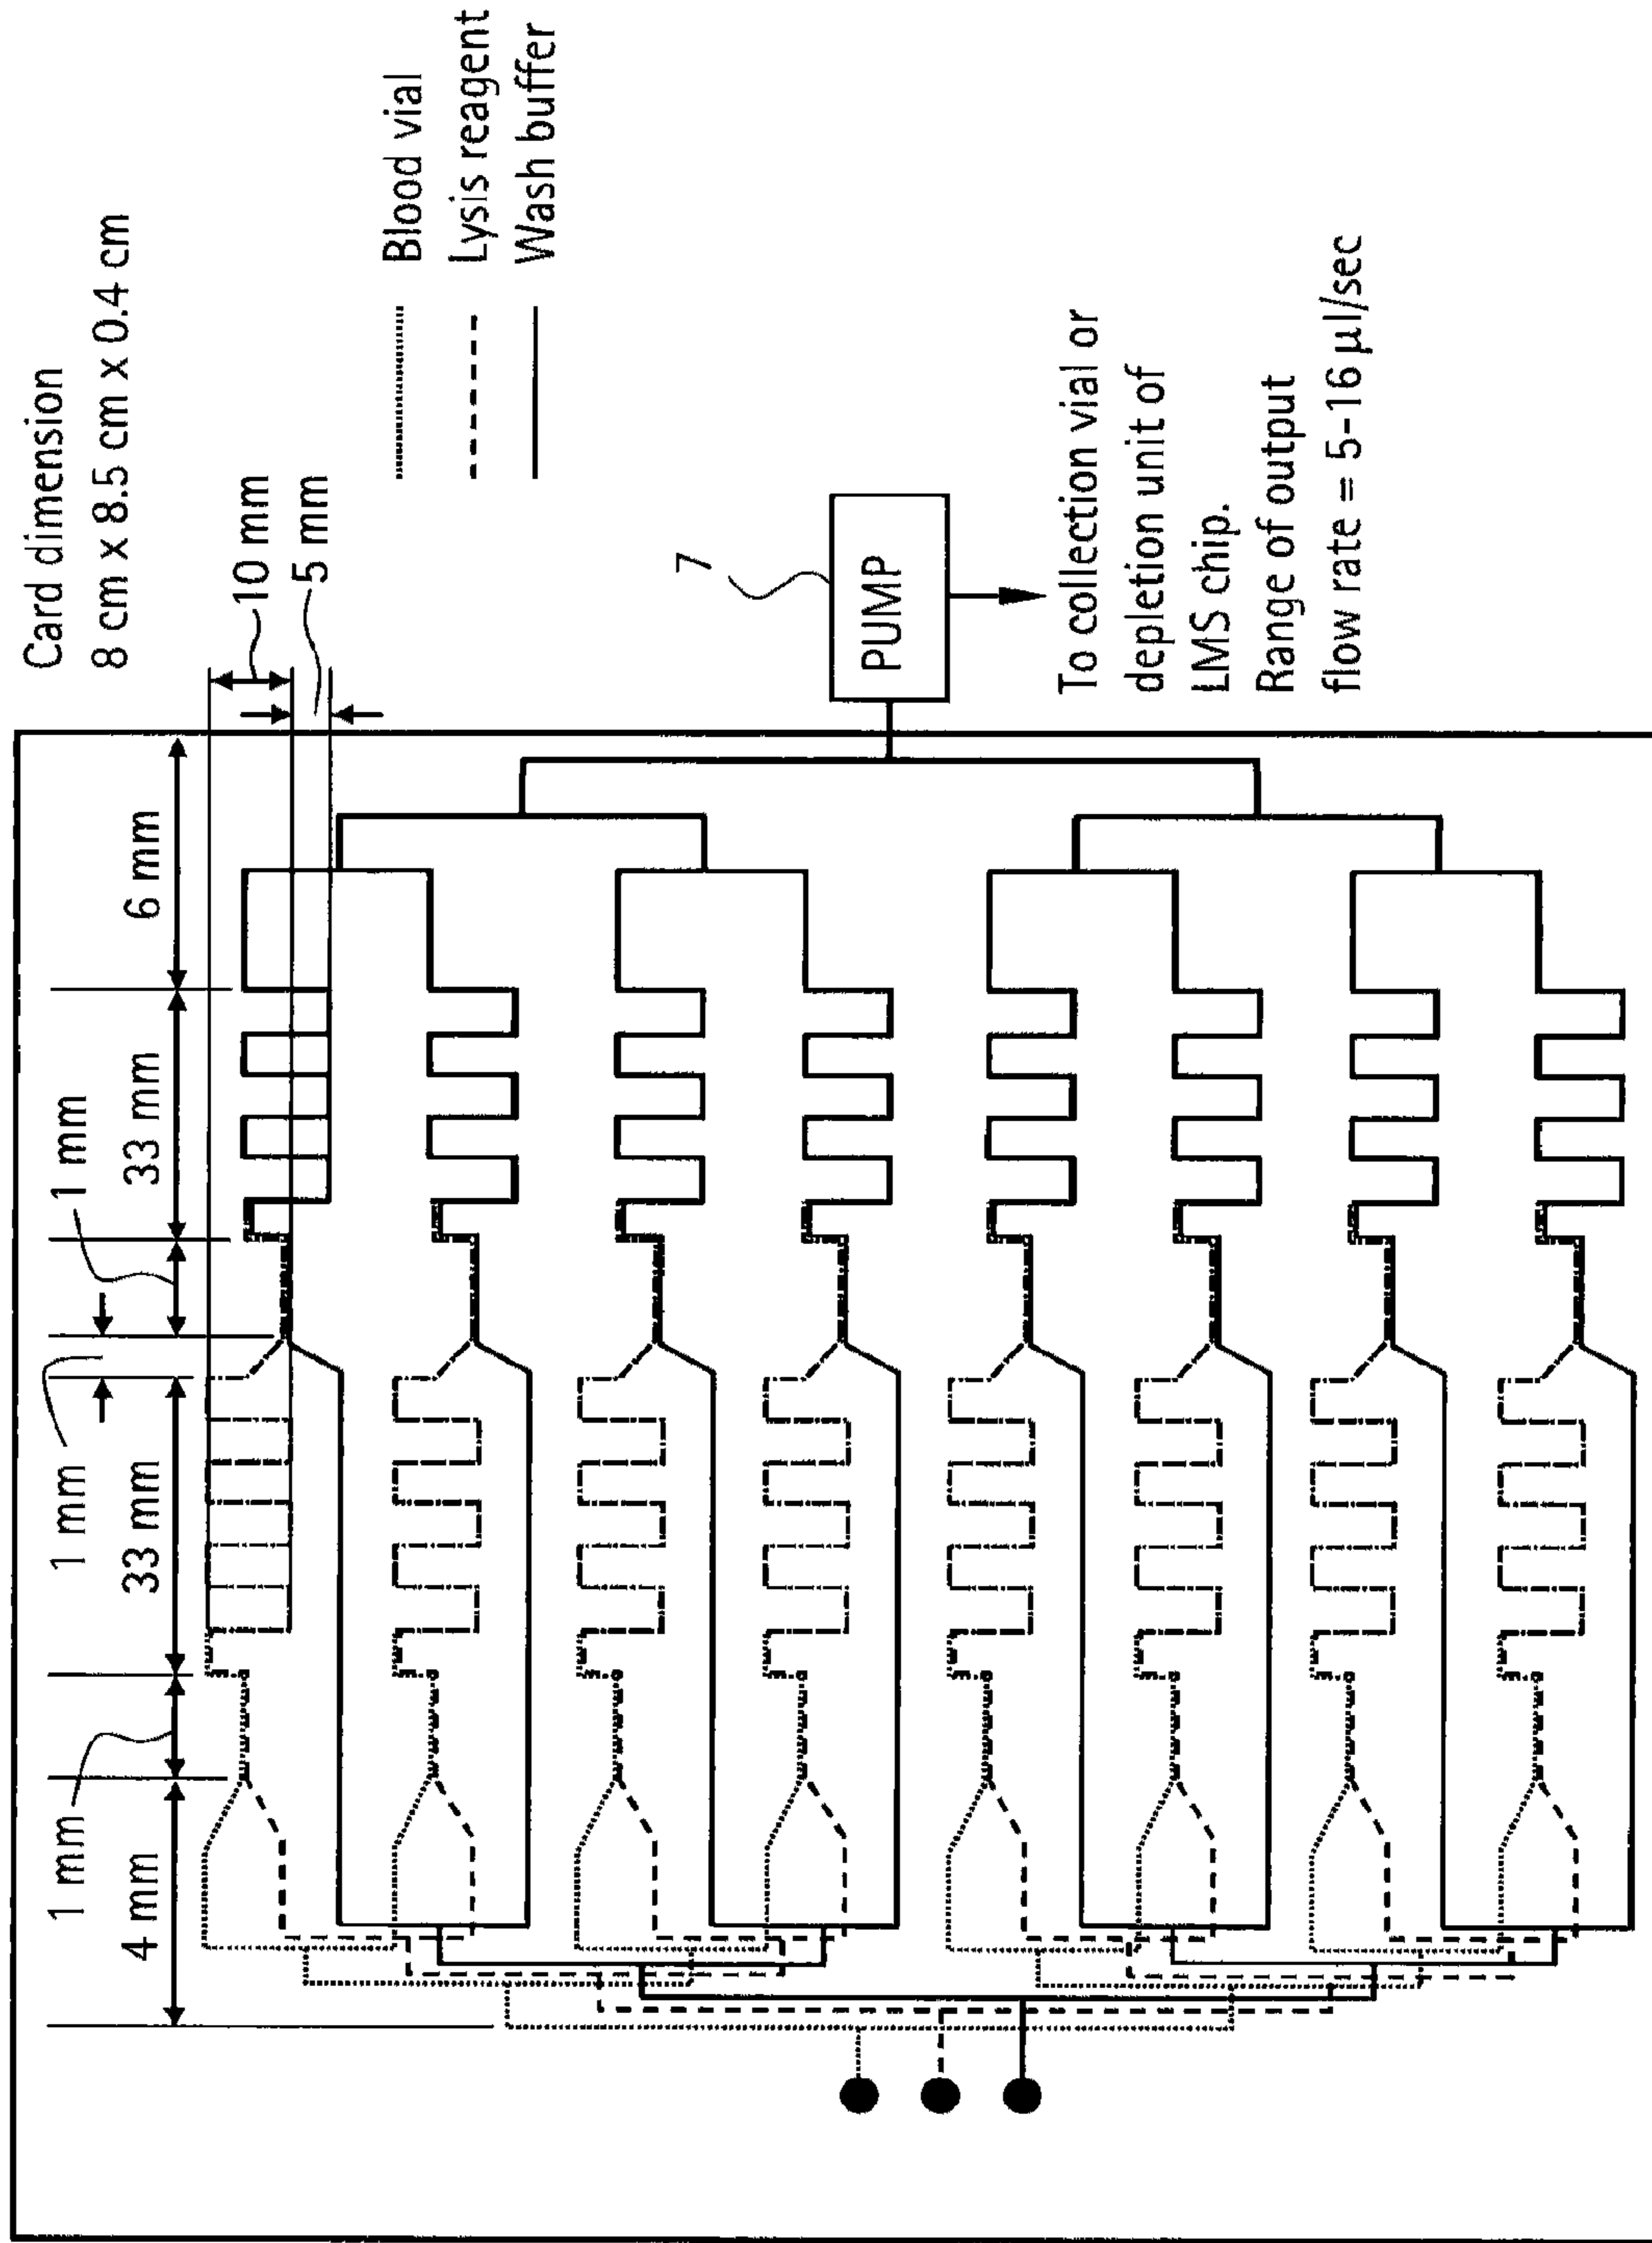 Card dimension
8 cm x 8.5 cm x 0.4 cm
1 mm
4 mm
1 mm
33 mm
1 mm
33 mm
6 mm
10 mm
5 mm
Blood vial
Lysis reagent
Wash buffer
7
PUMP
To collection vial or
depletion unit of
LMS chip.
Range of output
flow rate = 5-16 µl/sec